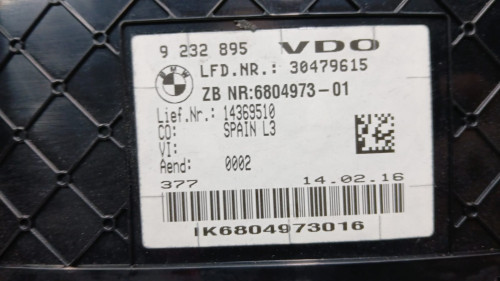 9 232 895 VDO
BMW LFD.NR.: 30479615
ZB NR:6804973-01
Lief.Nr.: 14369510
CO: SPAIN L3
VI:
Aend: 0002
377 14.02.16
IK6804973016